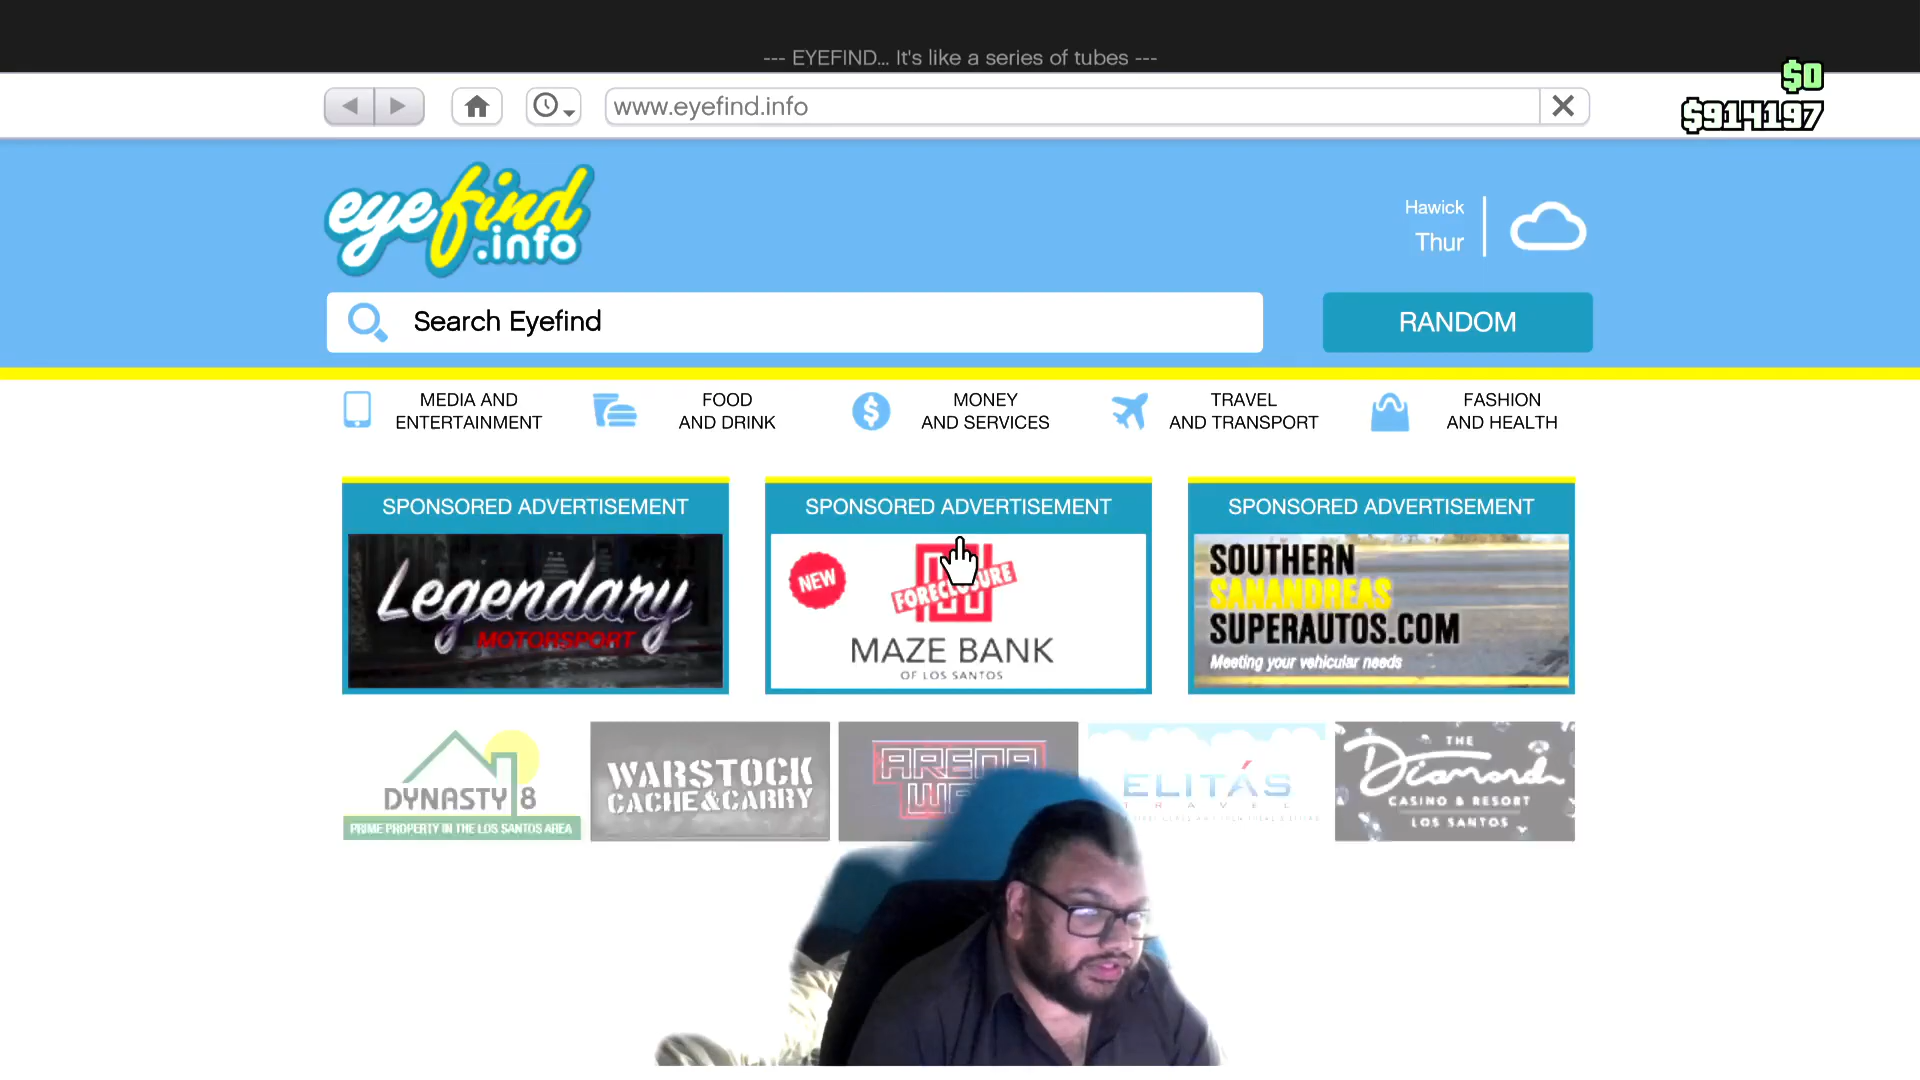 --- EYEFIND... It's like a series of tubes ---
$0
www.eyefind.info
$914197
eyefind
.info
Hawick
Thur
Search Eyefind
RANDOM
MEDIA AND
ENTERTAINMENT
FOOD
AND DRINK
MONEY
AND SERVICES
TRAVEL
AND TRANSPORT
FASHION
AND HEALTH
SPONSORED ADVERTISEMENT
Legendary
MOTORSPORT
SPONSORED ADVERTISEMENT
NEW
FORECLOSURE
MAZE BANK
OF LOS SANTOS
SPONSORED ADVERTISEMENT
SOUTHERN
SANANDREAS
SUPERAUTOS.COM
Meeting your vehicular needs
DYNASTY 8
PRIME PROPERTY IN THE LOS SANTOS AREA
WARSTOCK
CACHE&CARRY
ARENA
ELITÁS
TRAVEL
THE
Diamond
CASINO & RESORT
LOS SANTOS